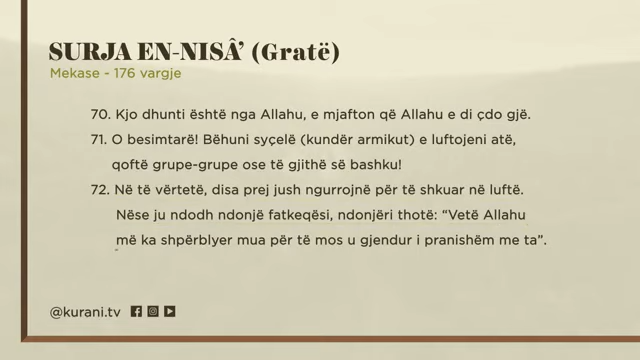 SURJA EN-NISÂ’ (Gratë)
Mekase - 176 vargje
70. Kjo dhunti është nga Allahu, e mjafton që Allahu e di çdo gjë.
71. O besimtarë! Bëhuni syçelë (kundër armikut) e luftojeni atë,
qoftë grupe-grupe ose të gjithë së bashku!
72. Në të vërtetë, disa prej jush ngurrojnë për të shkuar në luftë.
Nëse ju ndodh ndonjë fatkeqësi, ndonjëri thotë: “Vetë Allahu
më ka shpërblyer mua për të mos u gjendur i pranishëm me ta”.
@kurani.tv